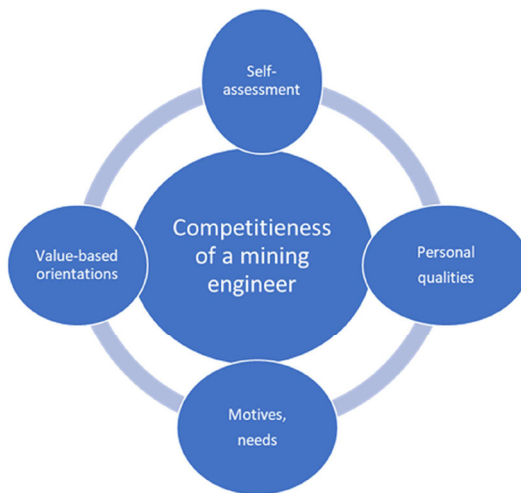 Self-
assessment
Value-based
orientations
Competitieness
of a mining
engineer
Personal
qualities
Motives,
needs